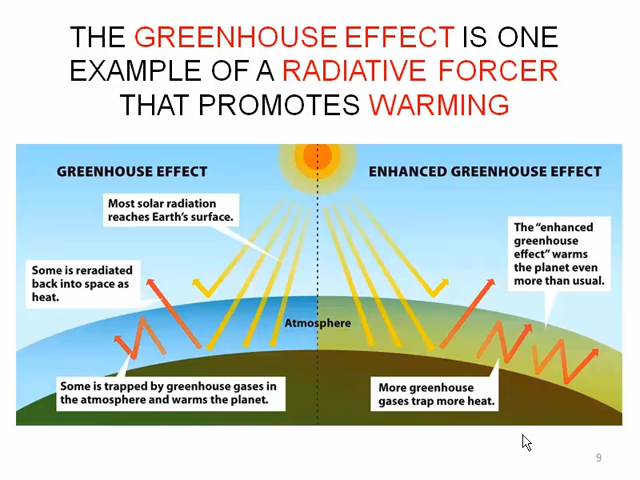 THE GREENHOUSE EFFECT IS ONE
EXAMPLE OF A RADIATIVE FORCER
THAT PROMOTES WARMING
GREENHOUSE EFFECT
Most solar radiation
reaches Earth's surface.
Some is reradiated
back into space as
heat.
Some is trapped by greenhouse gases in
the atmosphere and warms the planet.
Atmosphere
ENHANCED GREENHOUSE EFFECT
The "enhanced
greenhouse
effect" warms
the planet even
more than usual.
More greenhouse
gases trap more heat.
9